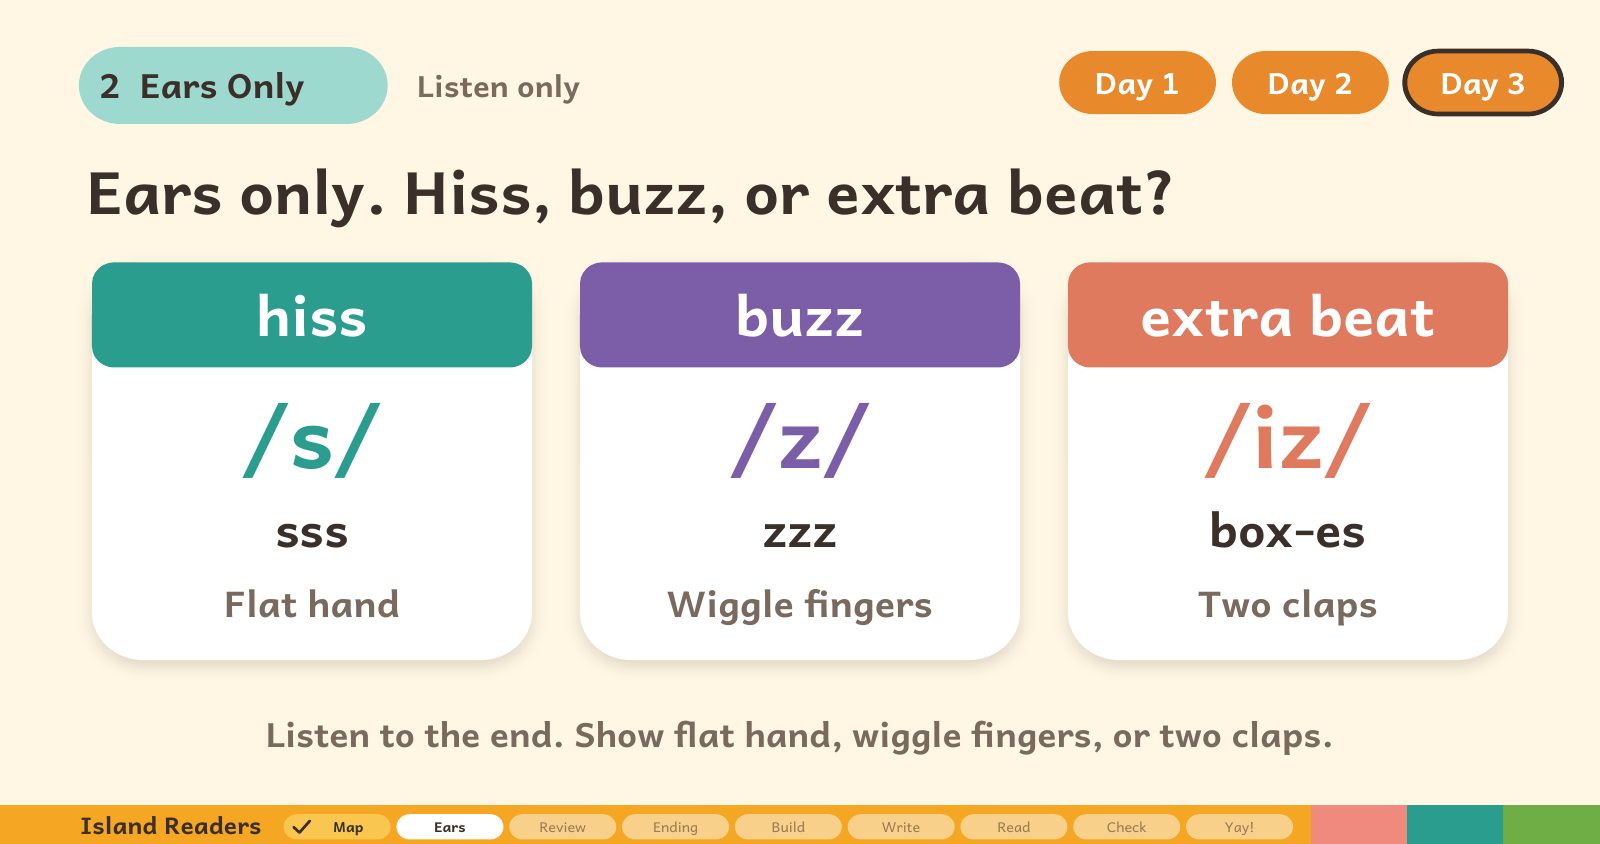 2 Ears Only
Listen only
Day 1
Day 2
Day 3
Ears only. Hiss, buzz, or extra beat?
hiss
/s/
sss
Flat hand
buzz
/z/
zzz
Wiggle fingers
extra beat
/iz/
box-es
Two claps
Listen to the end. Show flat hand, wiggle fingers, or two claps.
Island Readers
Map
Ears
Review
Ending
Build
Write
Read
Check
Yay!